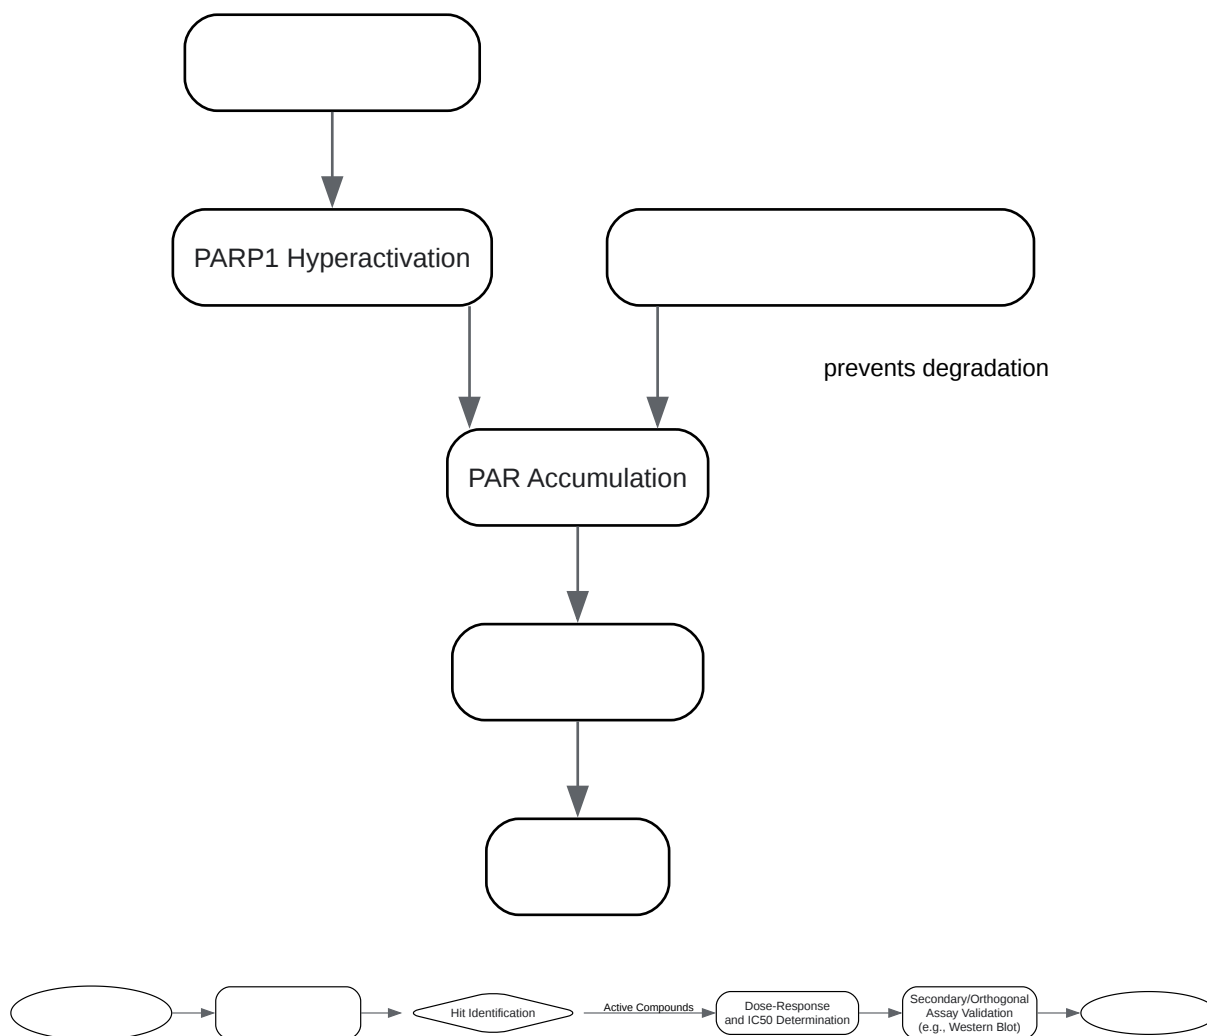 PARP1 Hyperactivation
prevents degradation
PAR Accumulation
Hit Identification
Active Compounds
Dose-Response
and IC50 Determination
Secondary/Orthogonal
Assay Validation
(e.g., Western Blot)